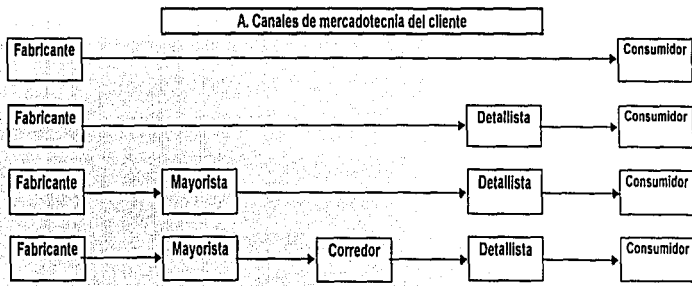 A. Canales de mercadotecnia del cliente
Fabricante Consumidor
Fabricante Detallista Consumidor
Fabricante Mayorista Detallista Consumidor
Fabricante Mayorista Corredor Detallista Consumidor